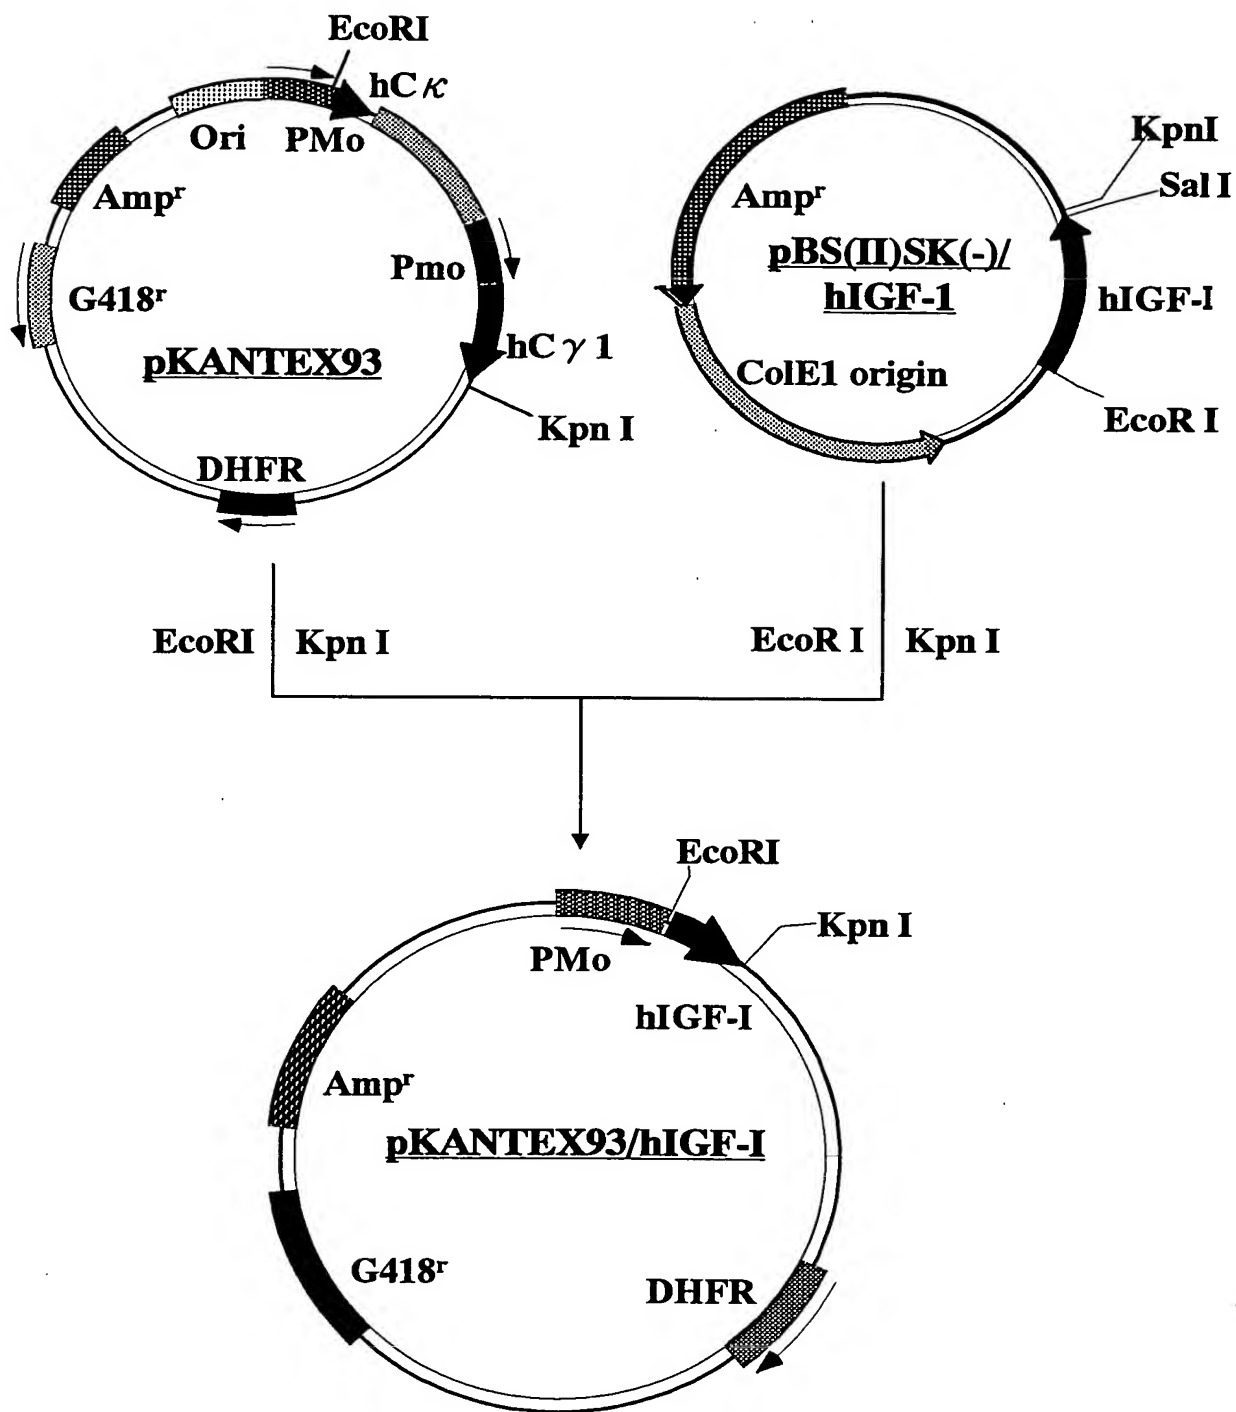 EcoRI
hCκ
Ori
PMo
Ampʳ
Pmo
G418ʳ
hCγ1
pKANTEX93
Kpn I
DHFR
KpnI
Sal I
Ampʳ
pBS(II)SK(-)/
hIGF-1
hIGF-I
ColE1 origin
EcoR I
EcoRI
Kpn I
EcoR I
Kpn I
EcoRI
Kpn I
PMo
hIGF-I
Ampʳ
pKANTEX93/hIGF-I
G418ʳ
DHFR